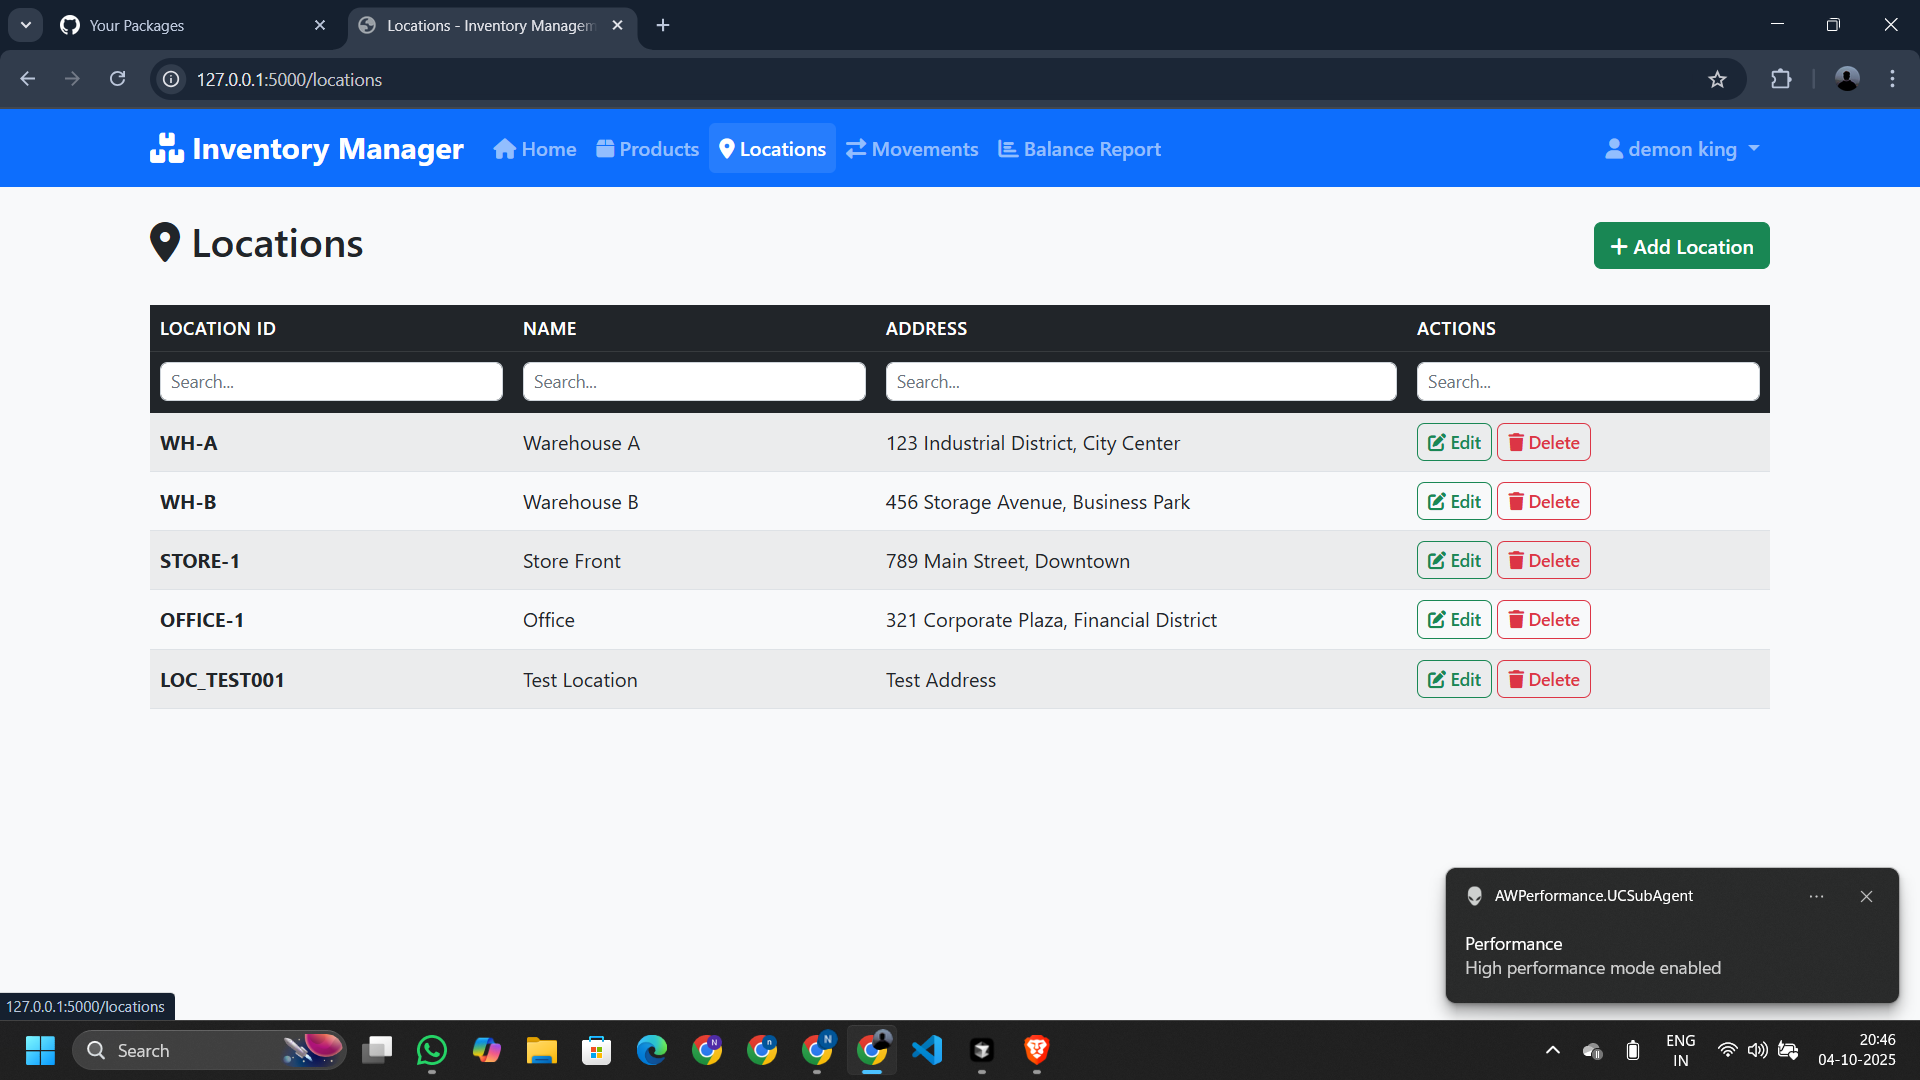 Your Packages
Locations - Inventory Managem
127.0.0.1:5000/locations
Inventory Manager Home Products Locations Movements Balance Report demon king
Locations
+ Add Location
LOCATION ID NAME ADDRESS ACTIONS
Search... Search... Search... Search...
WH-A Warehouse A 123 Industrial District, City Center Edit Delete
WH-B Warehouse B 456 Storage Avenue, Business Park Edit Delete
STORE-1 Store Front 789 Main Street, Downtown Edit Delete
OFFICE-1 Office 321 Corporate Plaza, Financial District Edit Delete
LOC_TEST001 Test Location Test Address Edit Delete
AWPerformance.UCSubAgent
Performance
High performance mode enabled
127.0.0.1:5000/locations
Search
N
n
N
ENG
IN
20:46
04-10-2025